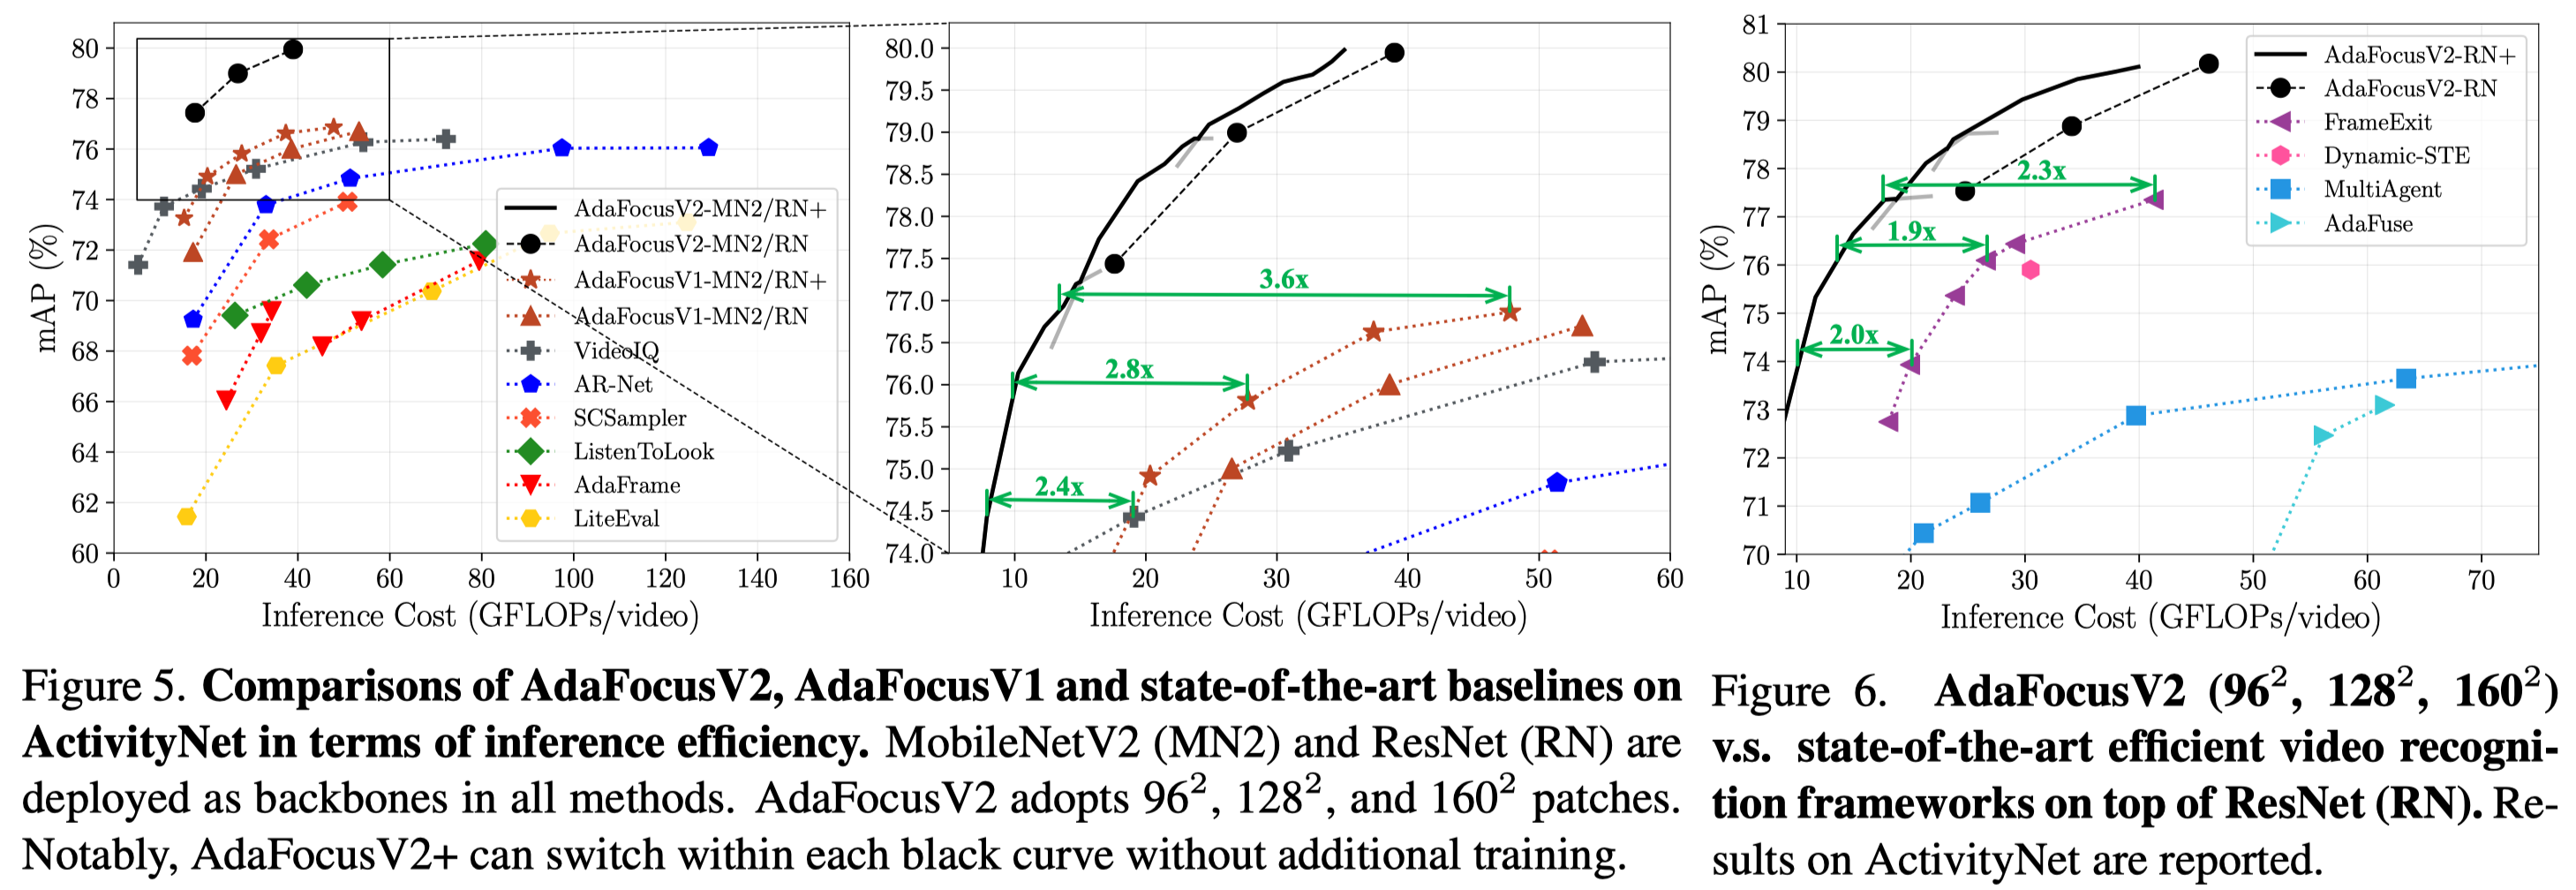 80
78
76
74
72
70
68
66
64
62
60
mAP (%)
0 20 40 60 80 100 120 140 160
Inference Cost (GFLOPs/video)
AdaFocusV2-MN2/RN+
AdaFocusV2-MN2/RN
AdaFocusV1-MN2/RN+
AdaFocusV1-MN2/RN
VideoIQ
AR-Net
SCSampler
ListenToLook
AdaFrame
LiteEval
80.0
79.5
79.0
78.5
78.0
77.5
77.0
76.5
76.0
75.5
75.0
74.5
74.0
3.6x
2.8x
2.4x
10 20 30 40 50 60
Inference Cost (GFLOPs/video)
81
80
79
78
77
76
75
74
73
72
71
70
mAP (%)
AdaFocusV2-RN+
AdaFocusV2-RN
FrameExit
Dynamic-STE
MultiAgent
AdaFuse
2.3x
1.9x
2.0x
10 20 30 40 50 60 70
Inference Cost (GFLOPs/video)
Figure 5. Comparisons of AdaFocusV2, AdaFocusV1 and state-of-the-art baselines on
ActivityNet in terms of inference efficiency. MobileNetV2 (MN2) and ResNet (RN) are
deployed as backbones in all methods. AdaFocusV2 adopts 96², 128², and 160² patches.
Notably, AdaFocusV2+ can switch within each black curve without additional training.
Figure 6. AdaFocusV2 (96², 128², 160²)
v.s. state-of-the-art efficient video recogni-
tion frameworks on top of ResNet (RN). Re-
sults on ActivityNet are reported.